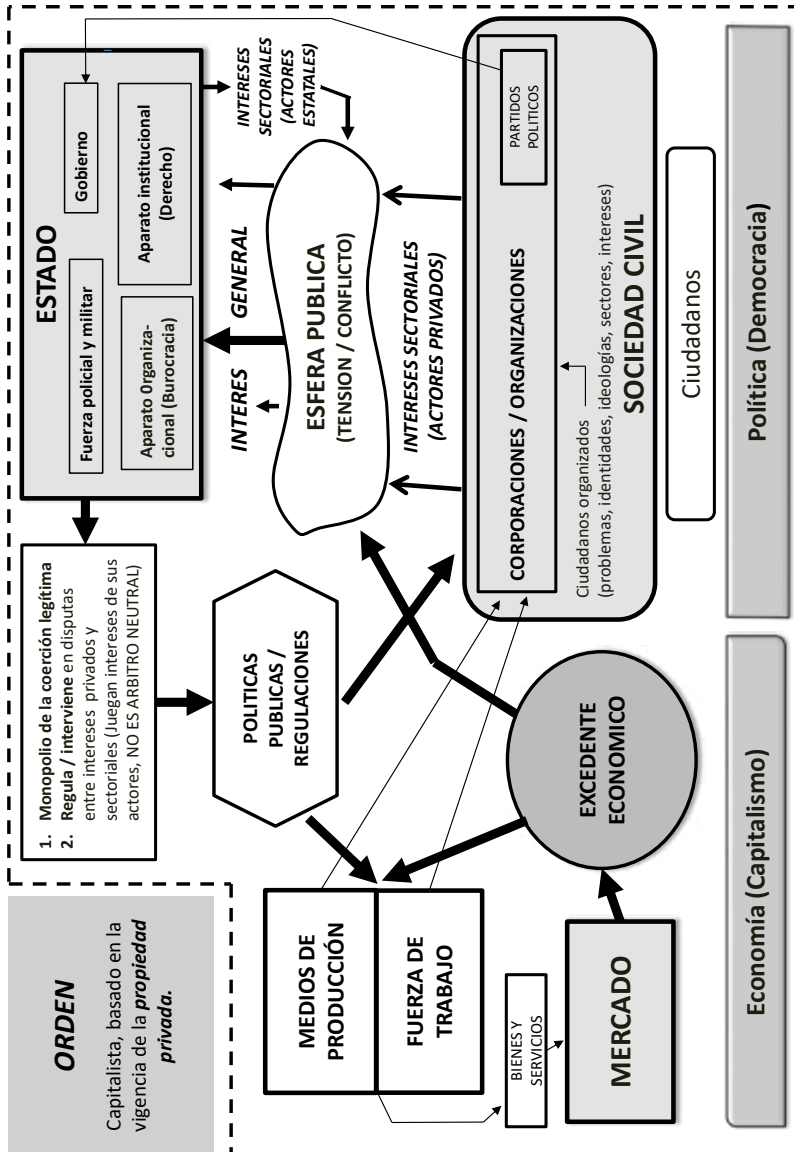 ORDEN
Capitalista, basado en la
vigencia de la propiedad
privada.
1. Monopolio de la coerción legítima
2. Regula / interviene en disputas
entre intereses privados y
sectoriales (Juegan intereses de sus
actores, NO ES ARBITRO NEUTRAL)
ESTADO
Fuerza policial y militar
Gobierno
Aparato 0rganiza-
cional (Burocracia)
Aparato institucional
(Derecho)
INTERES GENERAL
INTERESES
SECTORIALES
(ACTORES
ESTATALES)
POLITICAS
PUBLICAS /
REGULACIONES
ESFERA PUBLICA
(TENSION / CONFLICTO)
MEDIOS DE
PRODUCCIÓN
FUERZA DE
TRABAJO
INTERESES SECTORIALES
(ACTORES PRIVADOS)
BIENES Y
SERVICIOS
MERCADO
EXCEDENTE
ECONOMICO
CORPORACIONES / ORGANIZACIONES
PARTIDOS
POLITICOS
Ciudadanos organizados
(problemas, identidades, ideologías, sectores, intereses)
SOCIEDAD CIVIL
Ciudadanos
Economía (Capitalismo)
Política (Democracia)